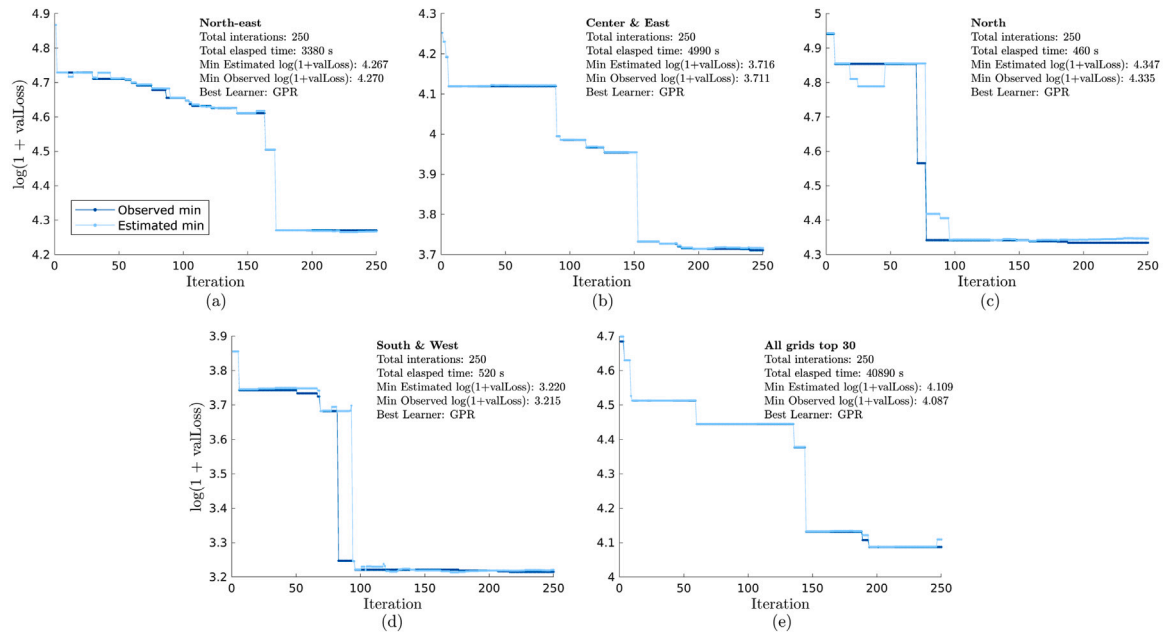 North-east
Total interations: 250
Total elasped time: 3380 s
Min Estimated log(1+valLoss): 4.267
Min Observed log(1+valLoss): 4.270
Best Learner: GPR
4.9
4.8
4.7
4.6
4.5
4.4
4.3
4.2
log(1 + valLoss)
Observed min
Estimated min
0 50 100 150 200 250
Iteration
(a)
Center & East
Total interations: 250
Total elasped time: 4990 s
Min Estimated log(1+valLoss): 3.716
Min Observed log(1+valLoss): 3.711
Best Learner: GPR
4.3
4.2
4.1
4
3.9
3.8
3.7
0 50 100 150 200 250
Iteration
(b)
North
Total interations: 250
Total elasped time: 460 s
Min Estimated log(1+valLoss): 4.347
Min Observed log(1+valLoss): 4.335
Best Learner: GPR
5
4.9
4.8
4.7
4.6
4.5
4.4
4.3
0 50 100 150 200 250
Iteration
(c)
South & West
Total interations: 250
Total elasped time: 520 s
Min Estimated log(1+valLoss): 3.220
Min Observed log(1+valLoss): 3.215
Best Learner: GPR
3.9
3.8
3.7
3.6
3.5
3.4
3.3
3.2
log(1 + valLoss)
0 50 100 150 200 250
Iteration
(d)
All grids top 30
Total interations: 250
Total elasped time: 40890 s
Min Estimated log(1+valLoss): 4.109
Min Observed log(1+valLoss): 4.087
Best Learner: GPR
4.7
4.6
4.5
4.4
4.3
4.2
4.1
4
0 50 100 150 200 250
Iteration
(e)